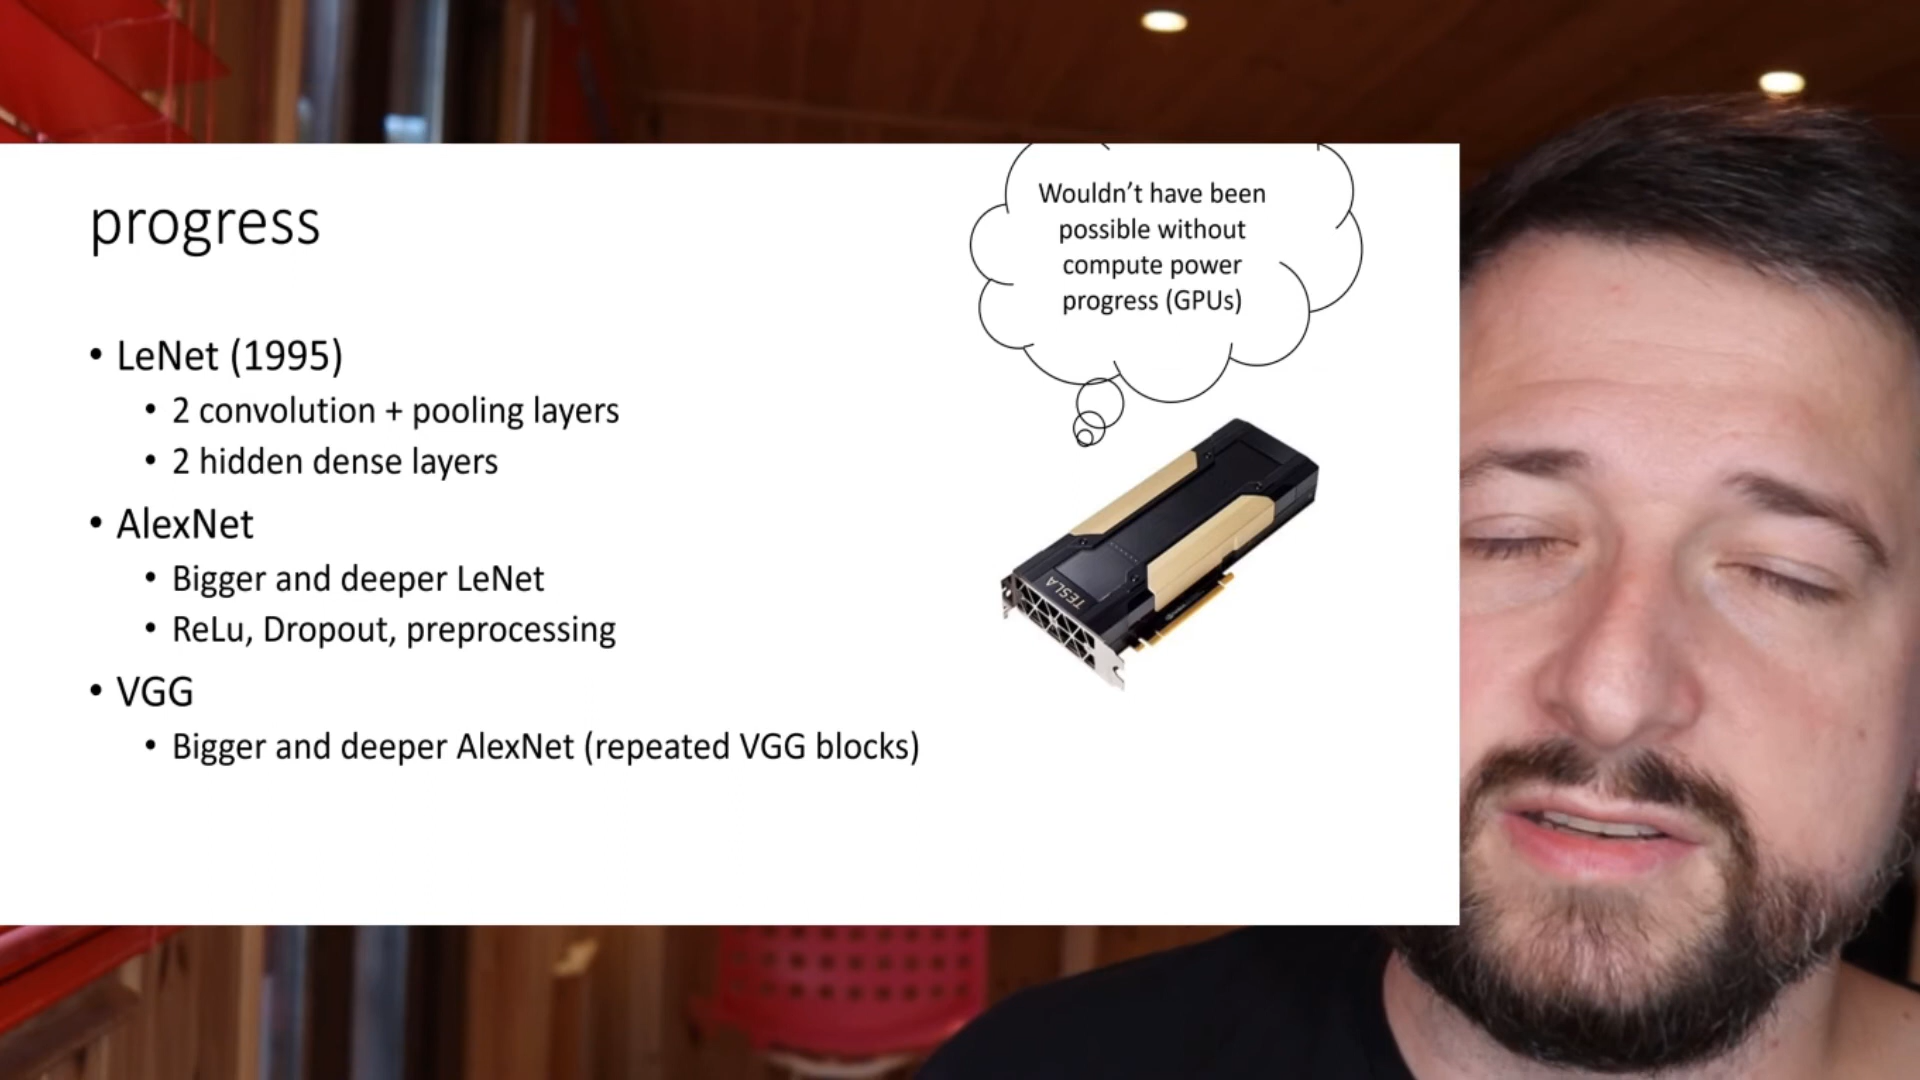 progress
Wouldn't have been
possible without
compute power
progress (GPUs)
• LeNet (1995)
• 2 convolution + pooling layers
• 2 hidden dense layers
• AlexNet
• Bigger and deeper LeNet
• ReLu, Dropout, preprocessing
• VGG
• Bigger and deeper AlexNet (repeated VGG blocks)
TESLA